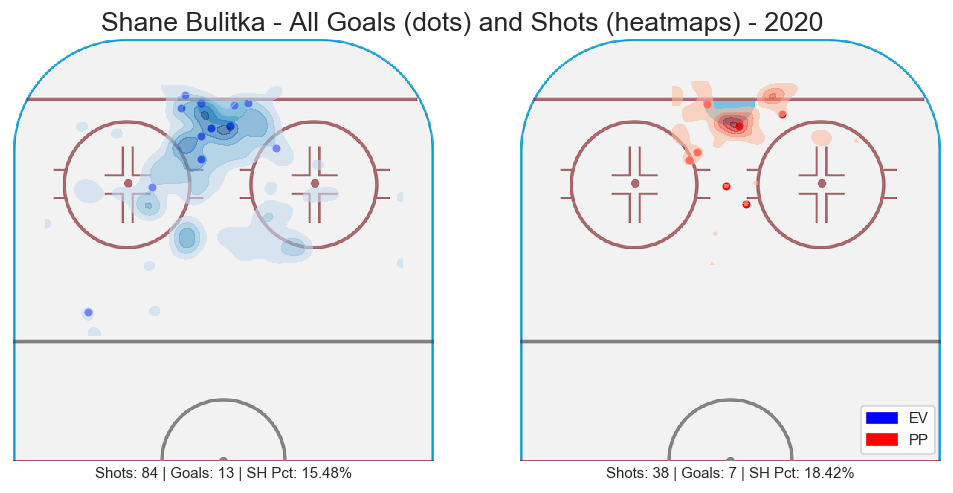 Shane Bulitka - All Goals (dots) and Shots (heatmaps) - 2020
EV
PP
Shots: 84 | Goals: 13 | SH Pct: 15.48%
Shots: 38 | Goals: 7 | SH Pct: 18.42%